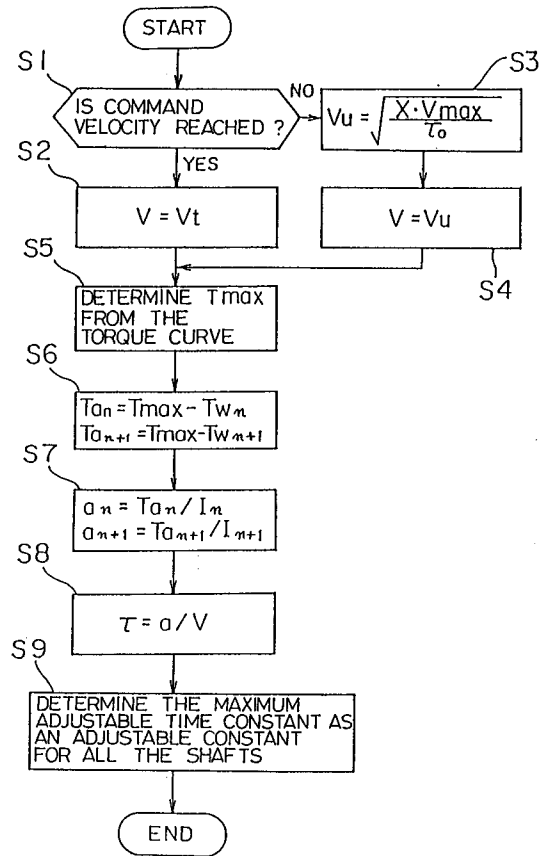 START
S1
IS COMMAND
VELOCITY REACHED ?
NO
S3
Vu = √(X·Vmax / τo)
YES
S2
V = Vt
V = Vu
S4
S5
DETERMINE Tmax
FROM THE
TORQUE CURVE
S6
Tan = Tmax - Twn
Tan+1 = Tmax - Twn+1
S7
an = Tan / In
an+1 = Tan+1 / In+1
S8
τ = a / V
S9
DETERMINE THE MAXIMUM
ADJUSTABLE TIME CONSTANT AS
AN ADJUSTABLE CONSTANT
FOR ALL THE SHAFTS
END